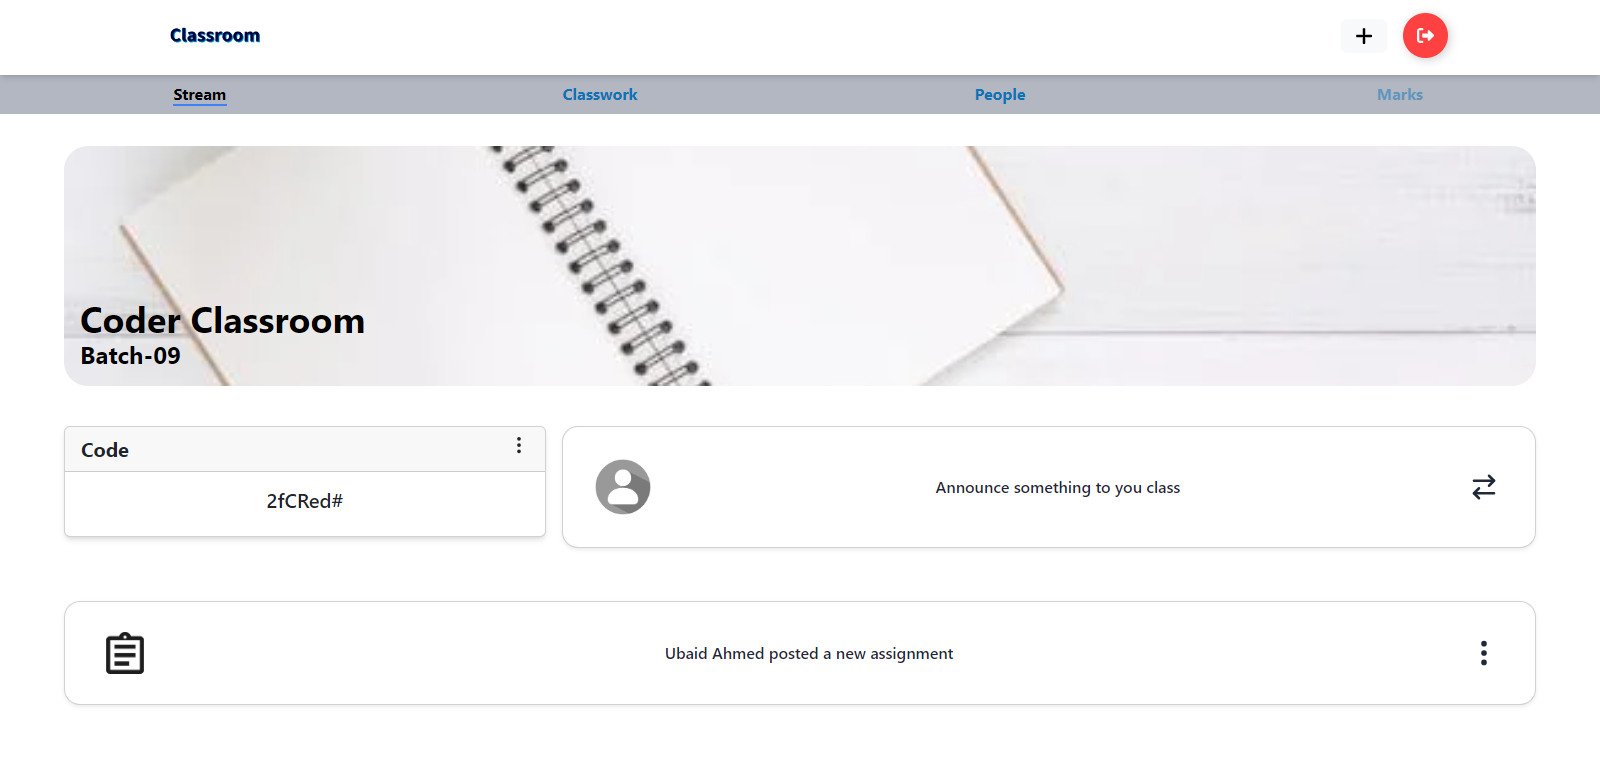 Classroom
Stream
Classwork
People
Marks
Coder Classroom
Batch-09
Code
2fCRed#
Announce something to you class
Ubaid Ahmed posted a new assignment